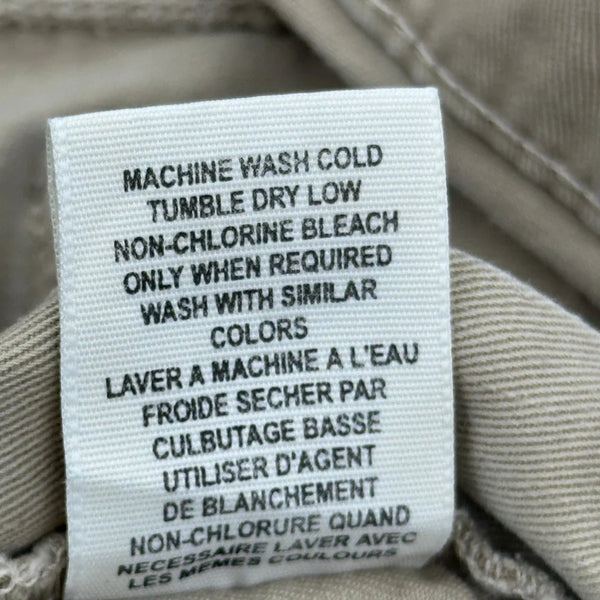 MACHINE WASH COLD
TUMBLE DRY LOW
NON-CHLORINE BLEACH
ONLY WHEN REQUIRED
WASH WITH SIMILAR
COLORS
LAVER A MACHINE A L'EAU
FROIDE SECHER PAR
CULBUTAGE BASSE
UTILISER D'AGENT
DE BLANCHEMENT
NON-CHLORURE QUAND
NECESSAIRE LAVER AVEC
LES MEMES COULOURS